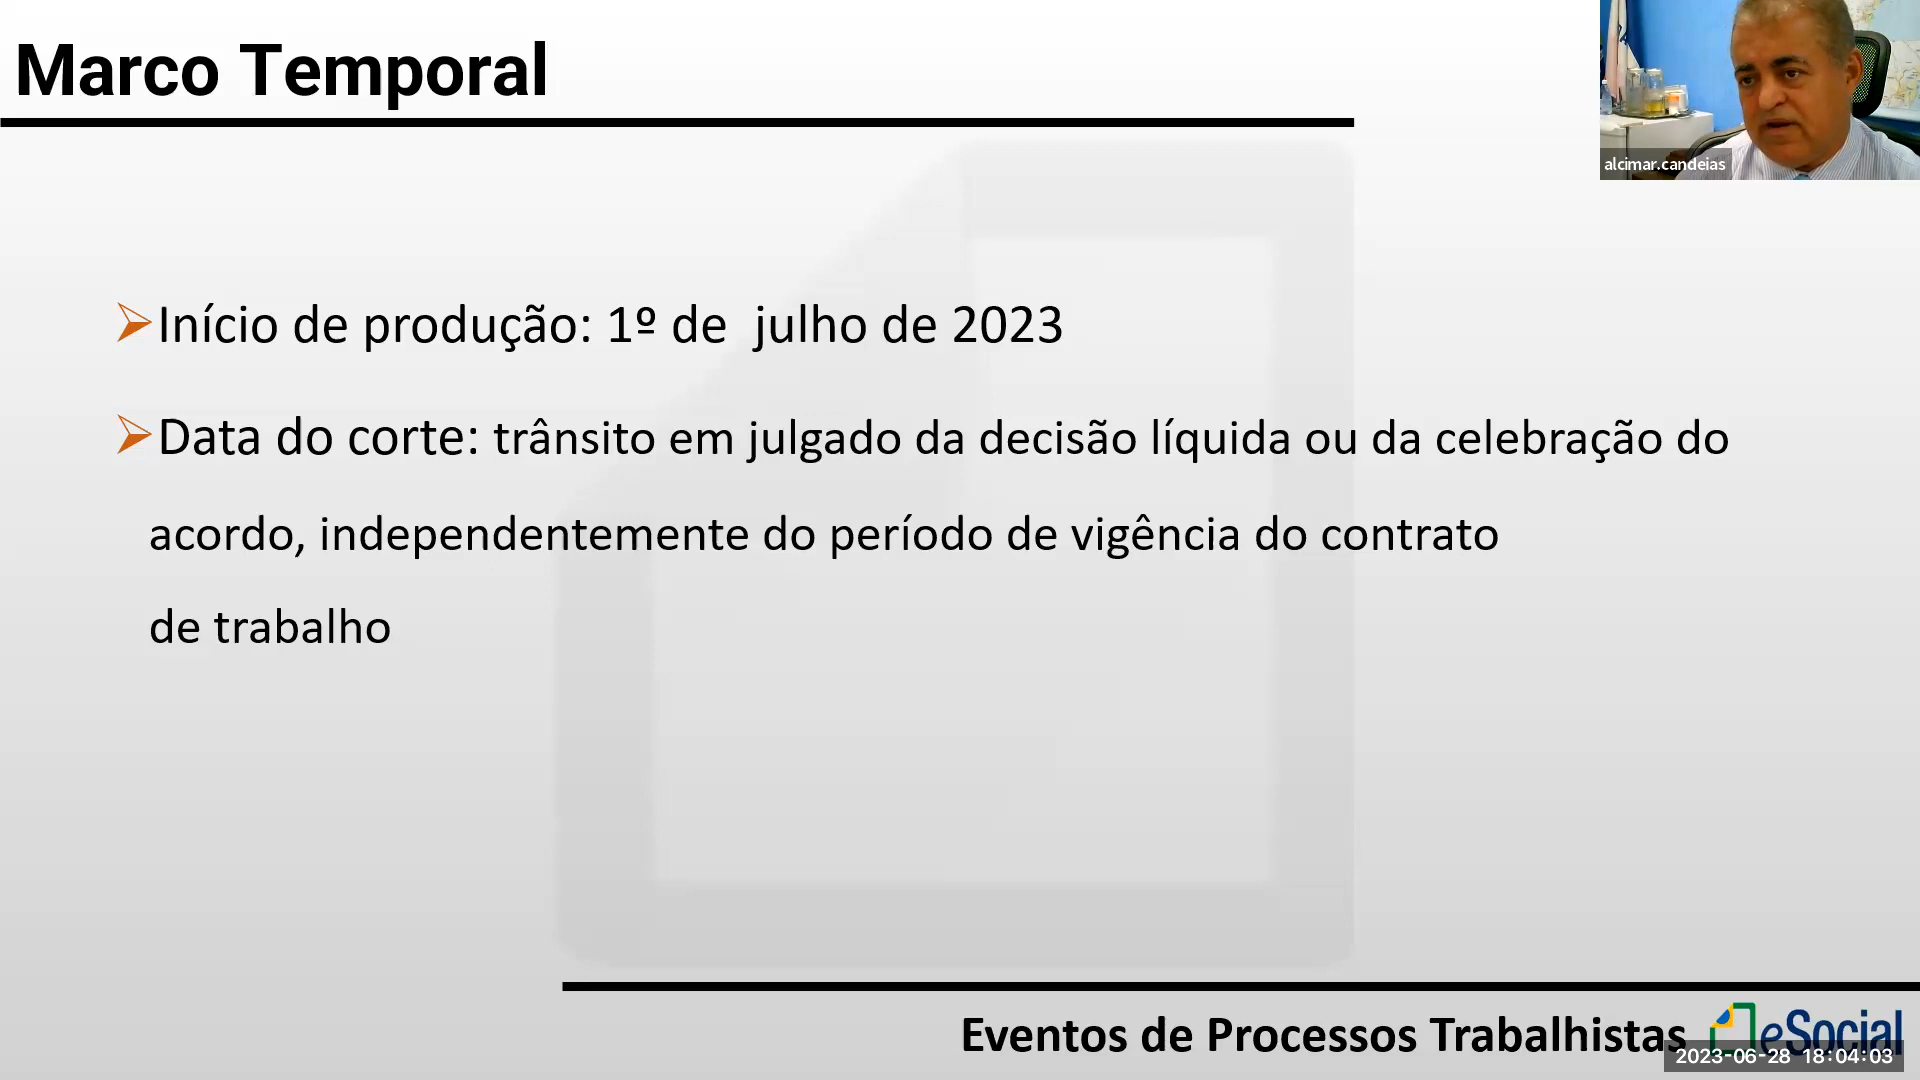 Marco Temporal
alcimar.candeias
Início de produção: 1º de  julho de 2023
Data do corte: trânsito em julgado da decisão líquida ou da celebração do
acordo, independentemente do período de vigência do contrato
de trabalho
Eventos de Processos Trabalhistas
eSocial
2023-06-28 18:04:03